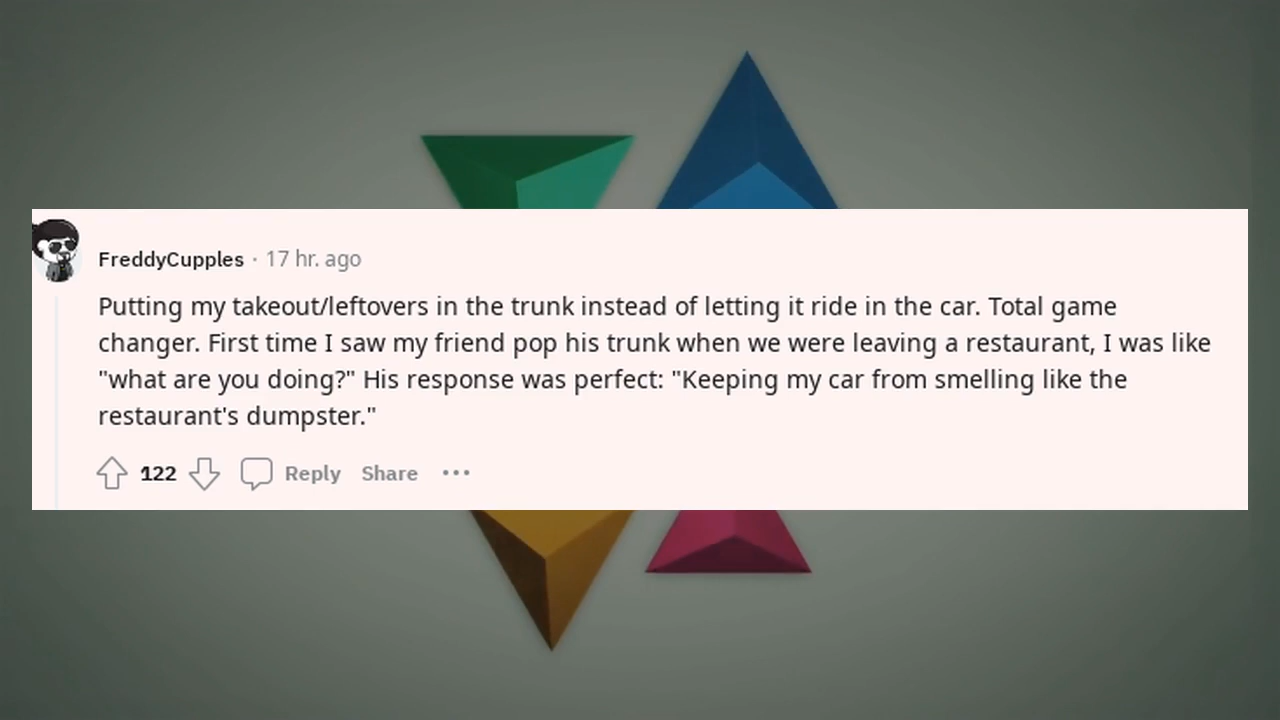 FreddyCupples · 17 hr. ago
Putting my takeout/leftovers in the trunk instead of letting it ride in the car. Total game
changer. First time I saw my friend pop his trunk when we were leaving a restaurant, I was like
"what are you doing?" His response was perfect: "Keeping my car from smelling like the
restaurant's dumpster."
122 Reply Share •••